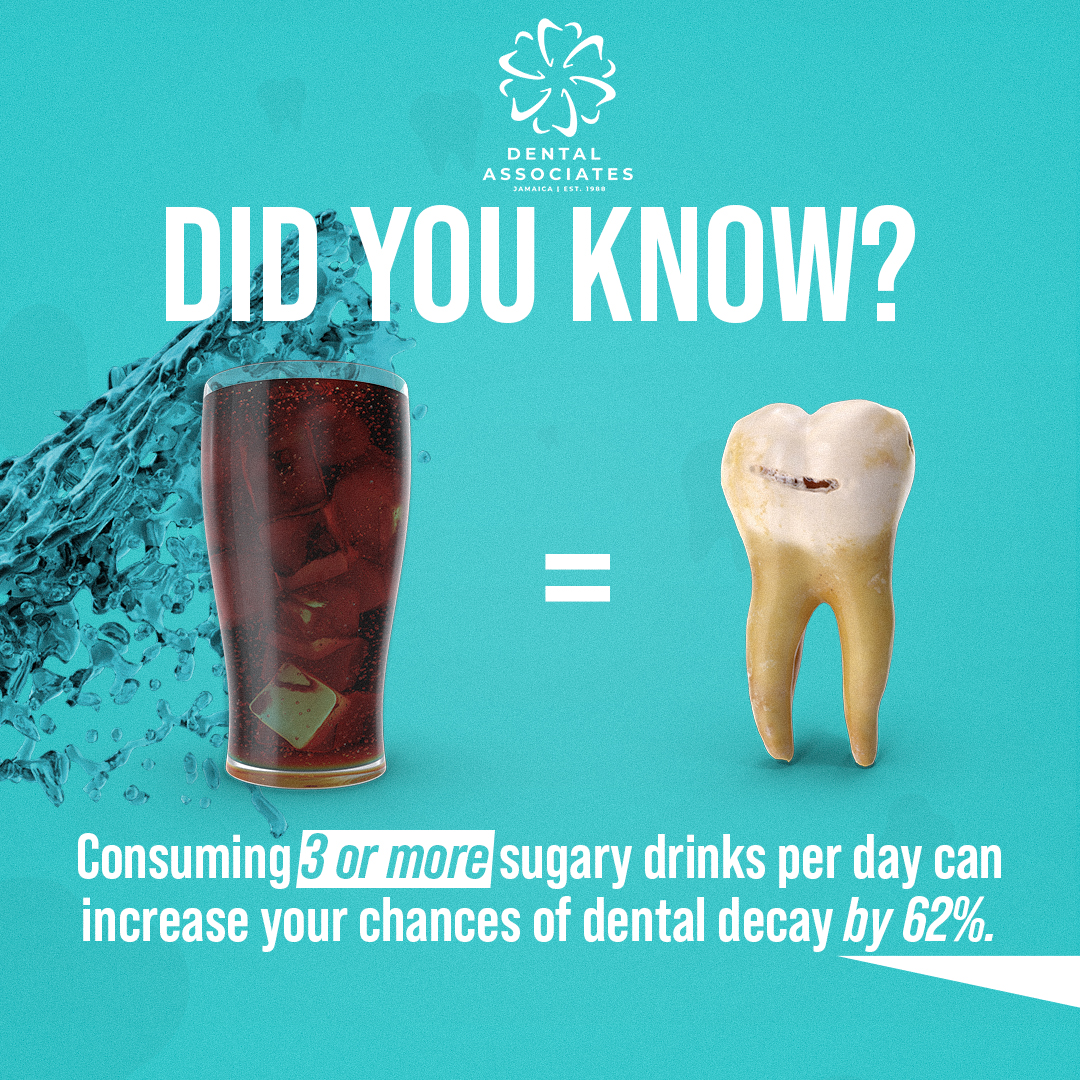 DENTAL
ASSOCIATES
JAMAICA | EST. 1988
DID YOU KNOW?
=
Consuming 3 or more sugary drinks per day can
increase your chances of dental decay by 62%.